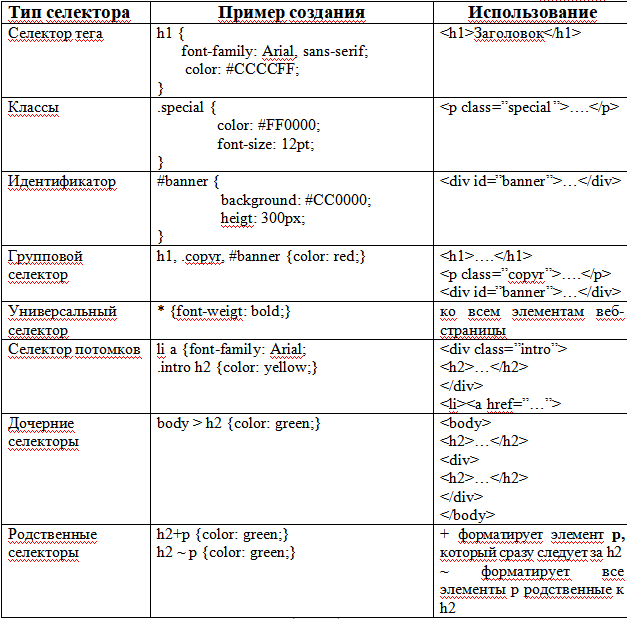 Тип селектора
Пример создания
Использование
Селектор тега
h1 {
font-family: Arial, sans-serif;
color: #CCCCFF;
}
<h1>Заголовок</h1>
Классы
.special {
color: #FF0000;
font-size: 12pt;
}
<p class=”special”>….</p>
Идентификатор
#banner {
background: #CC0000;
heigt: 300px;
}
<div id=”banner”>…</div>
Групповой
селектор
h1, .copyr, #banner {color: red;}
<h1>….</h1>
<p class=”copyr”>….</p>
<div id=”banner”>…</div>
Универсальный
селектор
* {font-weigt: bold;}
ко всем элементам веб-
страницы
Селектор потомков
li a {font-family: Arial;
.intro h2 {color: yellow;}
<div class=”intro”>
<h2>…</h2>
</div>
<li><a href=”…”>
Дочерние
селекторы
body > h2 {color: green;}
<body>
<h2>…</h2>
<div>
<h2>…</h2>
</div>
</body>
Родственные
селекторы
h2+p {color: green;}
h2 ~ p {color: green;}
+ форматирует элемент p,
который сразу следует за h2
~ форматирует все
элементы p родственные к
h2